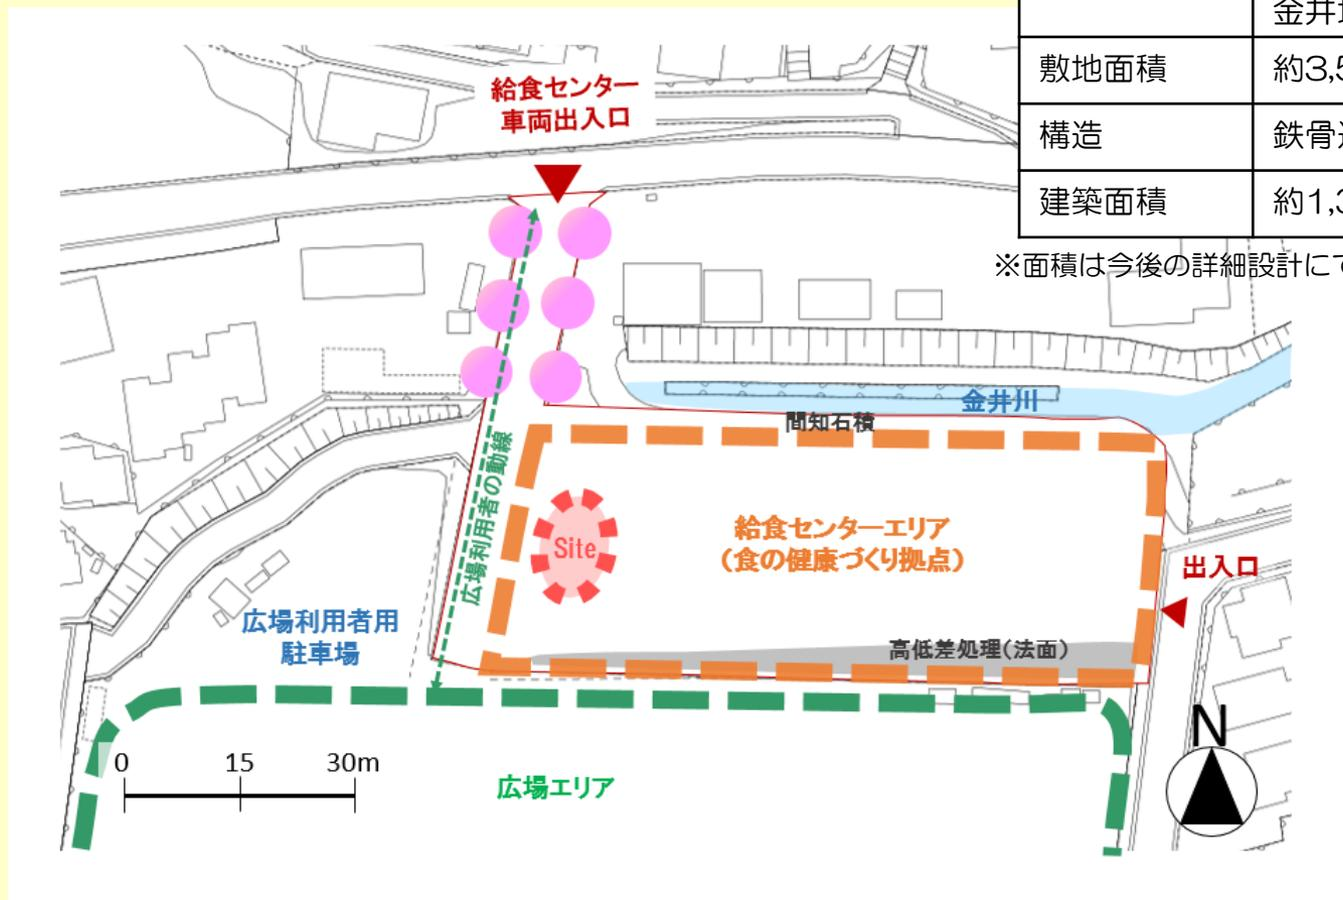 給食センター
車両出入口
敷地面積
約3,
構造
鉄骨
建築面積
約1,
※面積は今後の詳細設計にて
金井川
間知石積
広場利用者の動線
Site
給食センターエリア
(食の健康づくり拠点)
出入口
広場利用者用
駐車場
高低差処理(法面)
0 15 30m
広場エリア
N